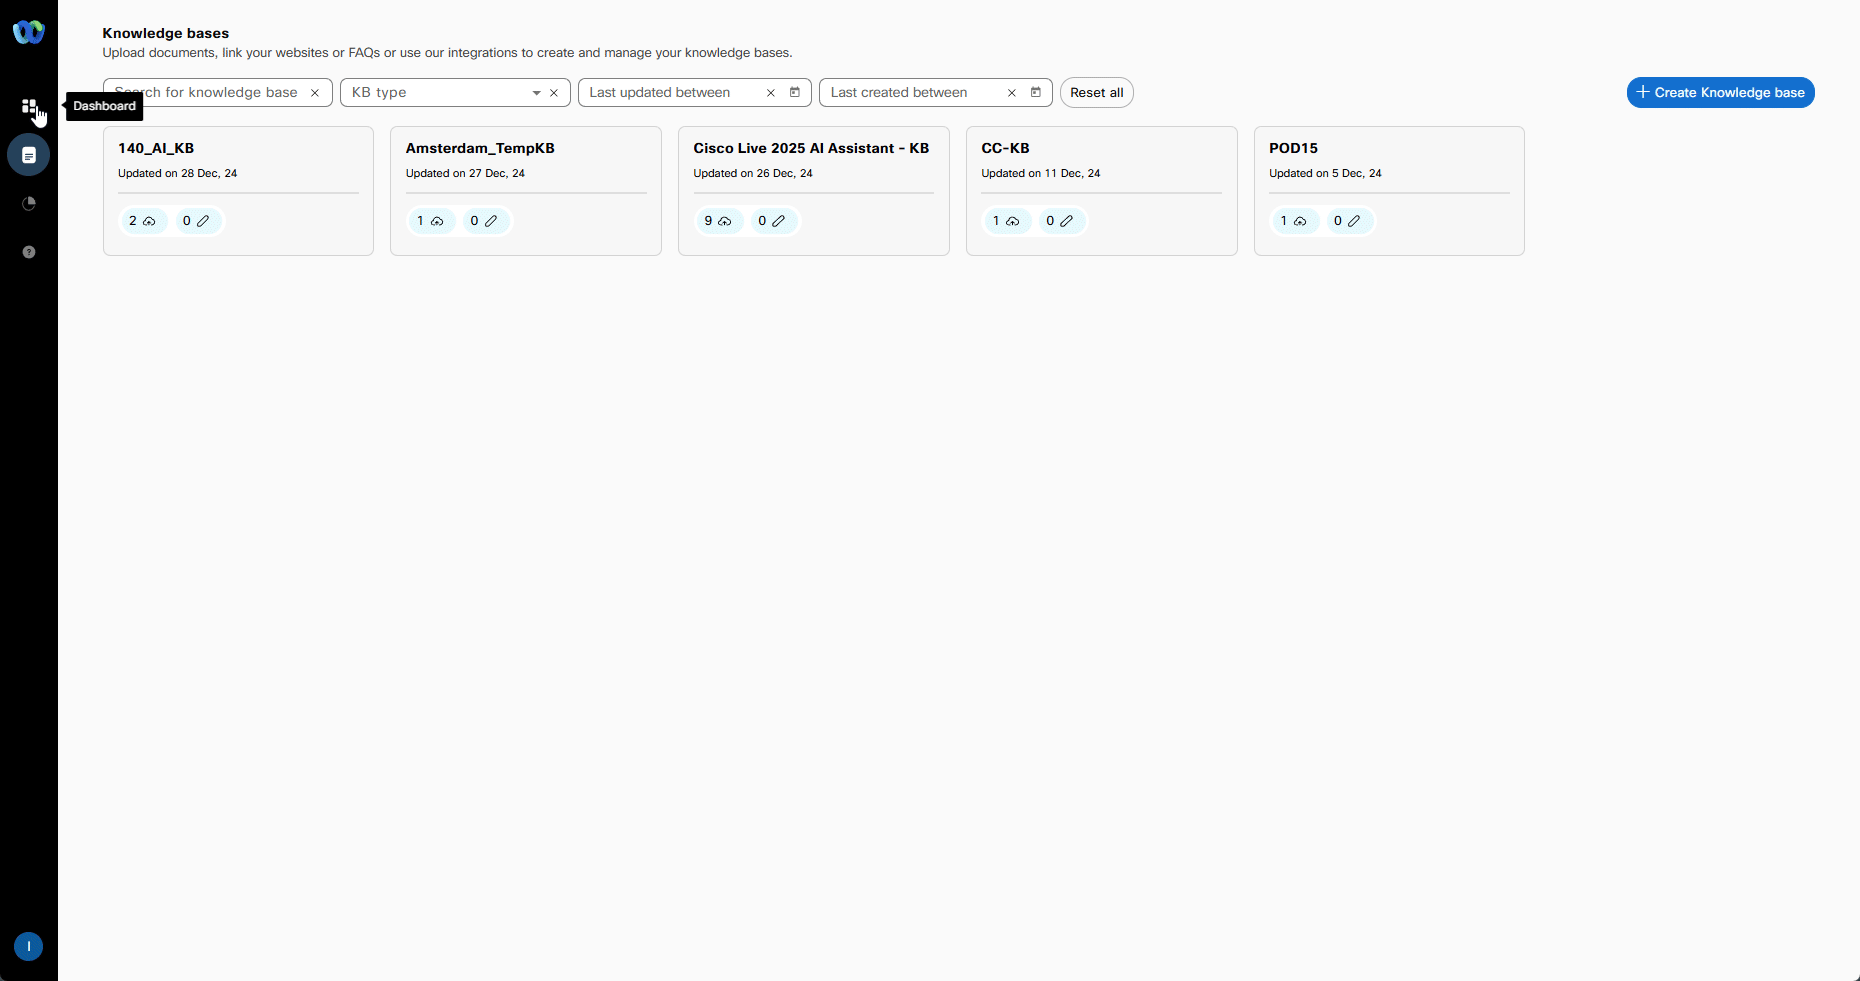 Knowledge bases
Upload documents, link your websites or FAQs or use our integrations to create and manage your knowledge bases.
Dashboard
Search for knowledge base
KB type
Last updated between
Last created between
Reset all
Create Knowledge base
140_AI_KB
Updated on 28 Dec, 24
2 0
Amsterdam_TempKB
Updated on 27 Dec, 24
1 0
Cisco Live 2025 AI Assistant - KB
Updated on 26 Dec, 24
9 0
CC-KB
Updated on 11 Dec, 24
1 0
POD15
Updated on 5 Dec, 24
1 0
I